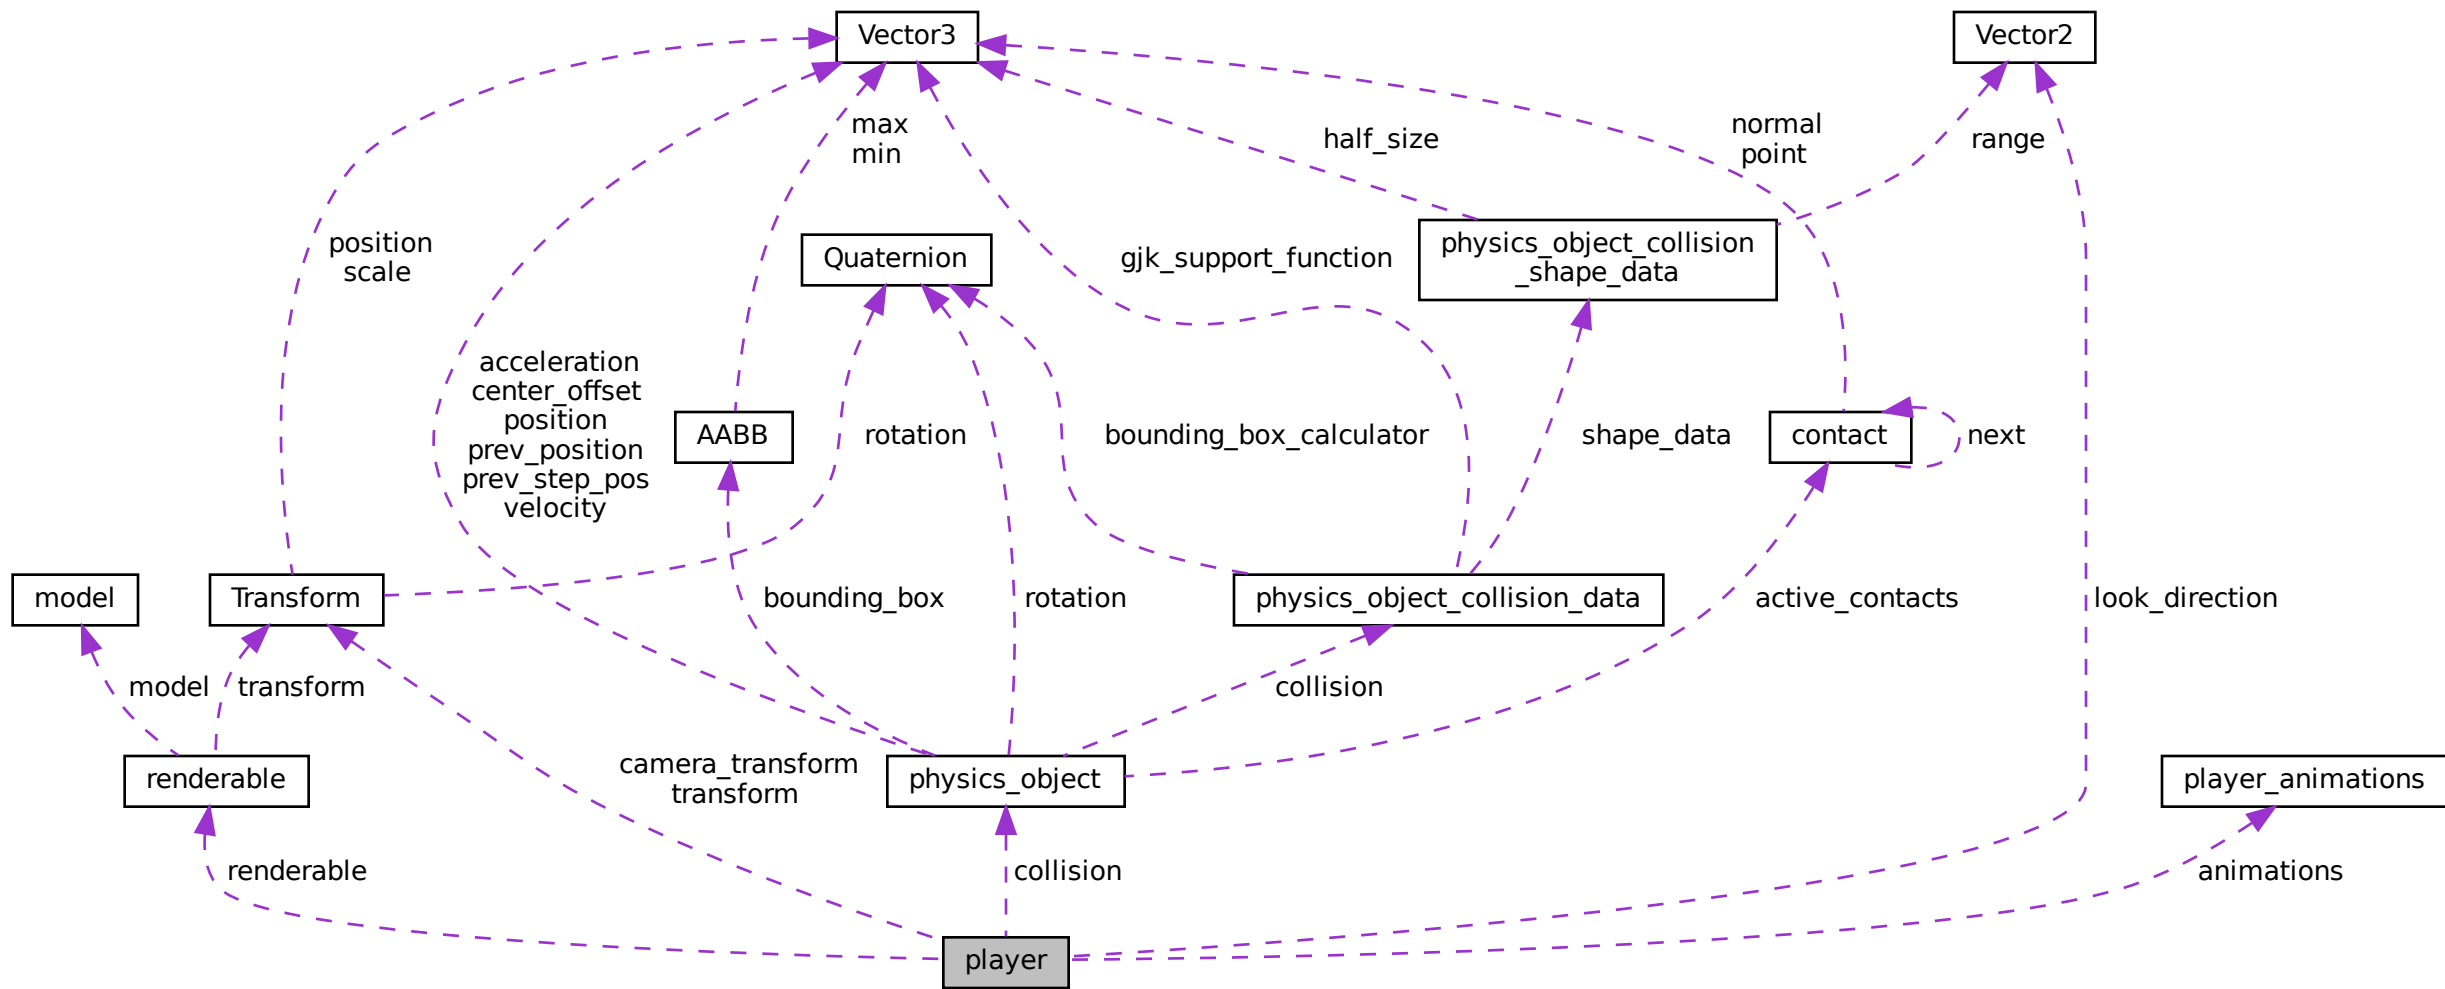 Vector3
Vector2
max
min
half_size
normal
point
range
position
scale
Quaternion
gjk_support_function
physics_object_collision
_shape_data
acceleration
center_offset
position
prev_position
prev_step_pos
velocity
AABB
rotation
bounding_box_calculator
shape_data
contact
next
model
Transform
bounding_box
rotation
physics_object_collision_data
active_contacts
look_direction
model
transform
collision
renderable
camera_transform
transform
physics_object
player_animations
renderable
collision
animations
player